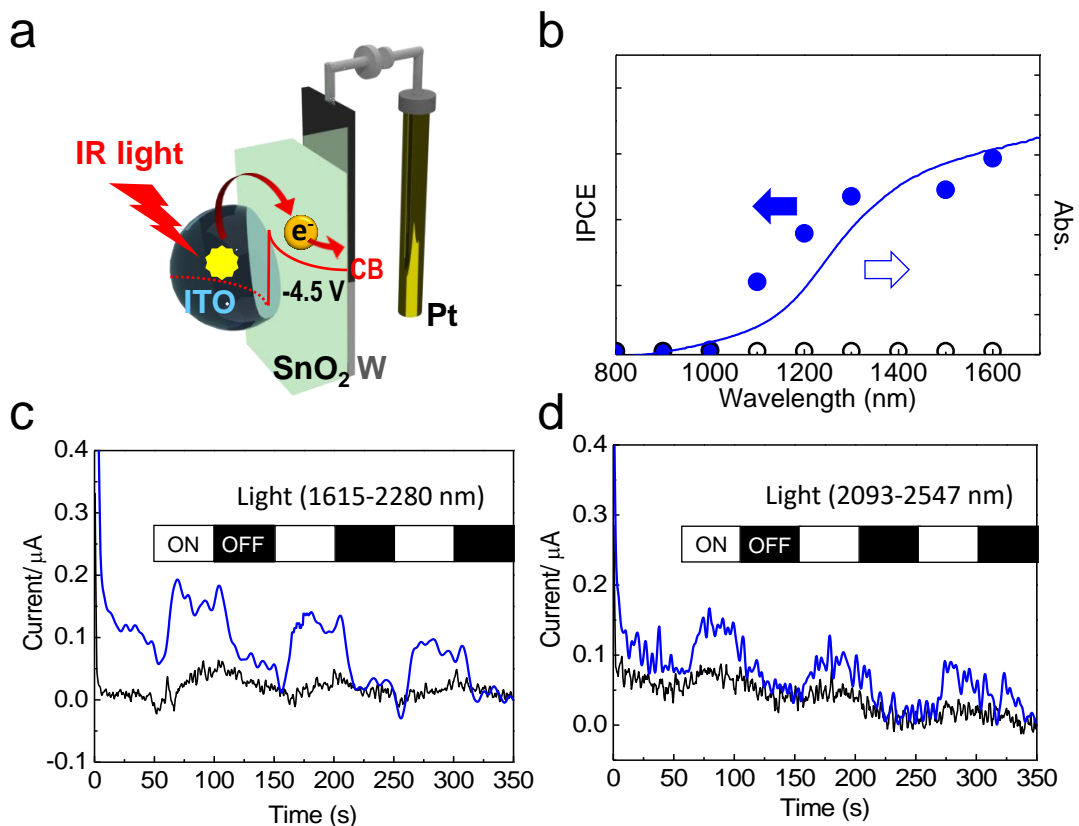 a
IR light
e-
CB
ITO
-4.5 V
Pt
SnO2 W
b
IPCE
Abs.
800 1000 1200 1400 1600
Wavelength (nm)
c
0.4
0.3
0.2
0.1
0.0
-0.1
Current/ μA
Light (1615-2280 nm)
ON OFF
0 50 100 150 200 250 300 350
Time (s)
d
0.4
0.3
0.2
0.1
0.0
Current/ μA
Light (2093-2547 nm)
ON OFF
0 50 100 150 200 250 300 350
Time (s)